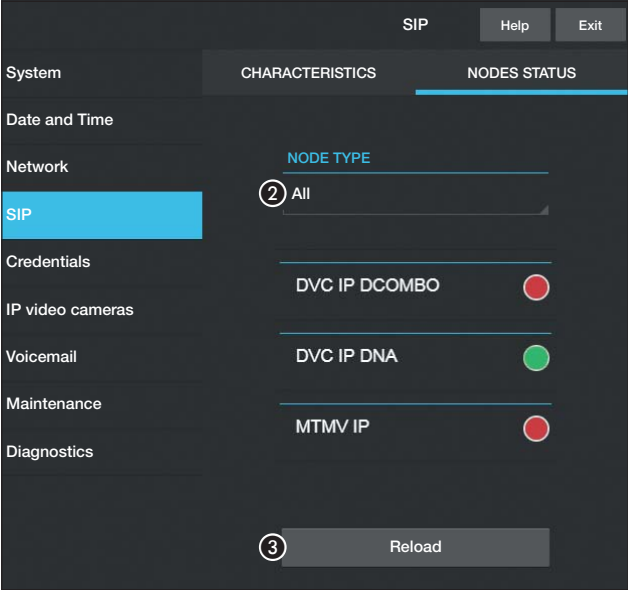 SIP
Help
Exit
System
CHARACTERISTICS
NODES STATUS
Date and Time
Network
SIP
Credentials
IP video cameras
Voicemail
Maintenance
Diagnostics
NODE TYPE
② All
DVC IP DCOMBO
DVC IP DNA
MTMV IP
③ Reload